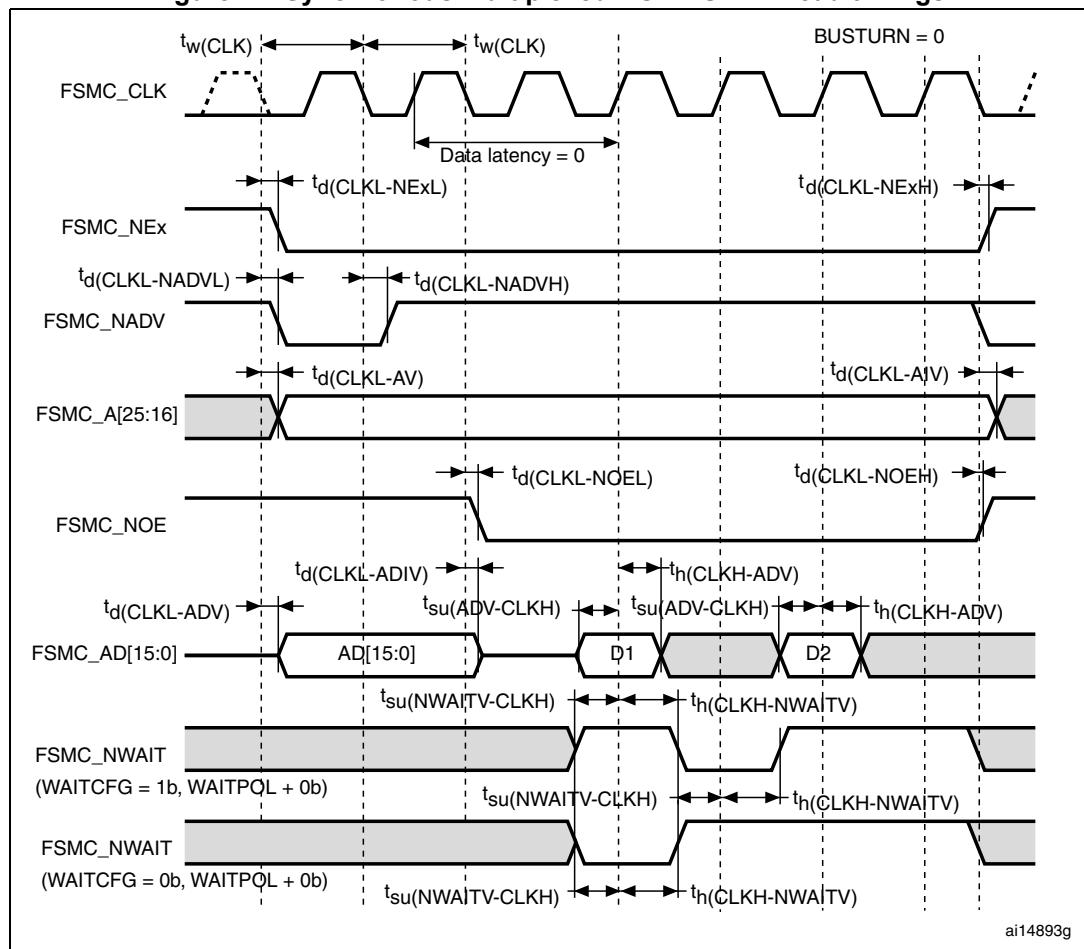 tw(CLK) tw(CLK) BUSTURN = 0
FSMC_CLK
Data latency = 0
td(CLKL-NExL) td(CLKL-NExH)
FSMC_NEx
td(CLKL-NADVL) td(CLKL-NADVH)
FSMC_NADV
td(CLKL-AV) td(CLKL-AIV)
FSMC_A[25:16]
td(CLKL-NOEL) td(CLKL-NOEH)
FSMC_NOE
td(CLKL-ADIV) th(CLKH-ADV)
td(CLKL-ADV) tsu(ADV-CLKH) tsu(ADV-CLKH) th(CLKH-ADV)
FSMC_AD[15:0] AD[15:0] D1 D2
tsu(NWAITV-CLKH) th(CLKH-NWAITV)
FSMC_NWAIT
(WAITCFG = 1b, WAITPOL + 0b)
tsu(NWAITV-CLKH) th(CLKH-NWAITV)
FSMC_NWAIT
(WAITCFG = 0b, WAITPOL + 0b)
tsu(NWAITV-CLKH) th(CLKH-NWAITV)
ai14893g